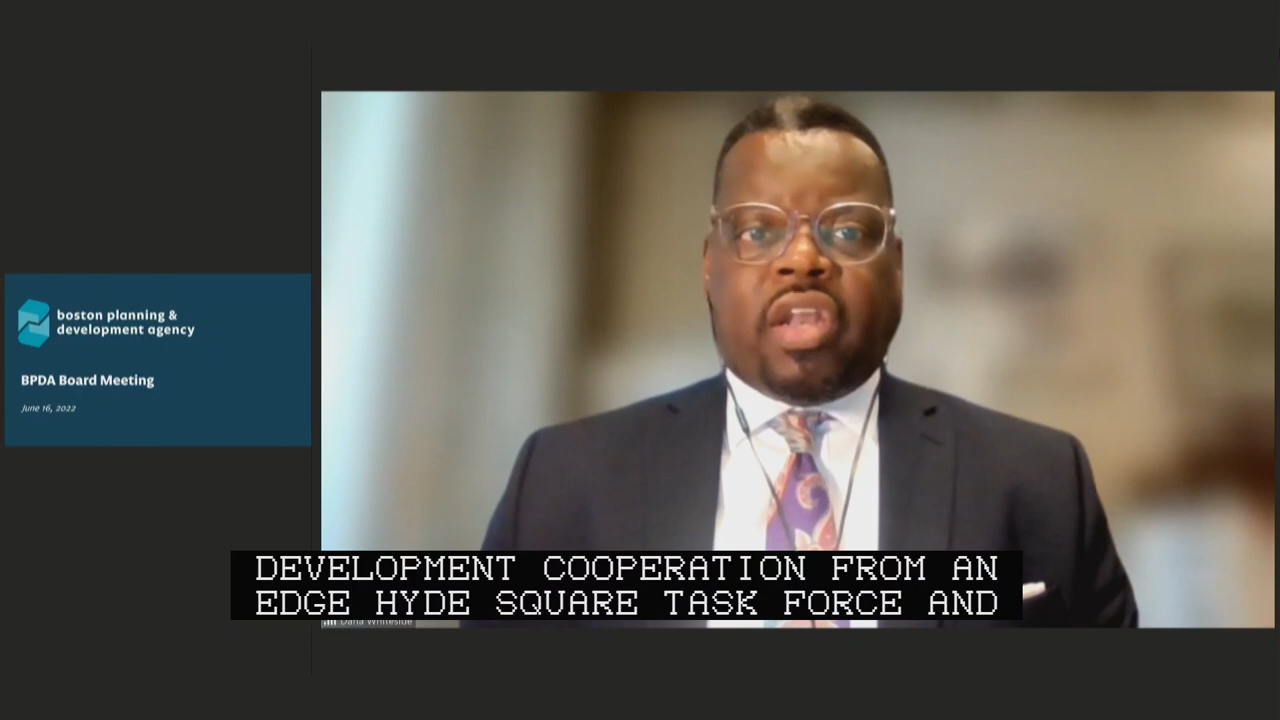 boston planning &
development agency
BPDA Board Meeting
June 16, 2022
DEVELOPMENT COOPERATION FROM AN
EDGE HYDE SQUARE TASK FORCE AND
Dana Whiteside